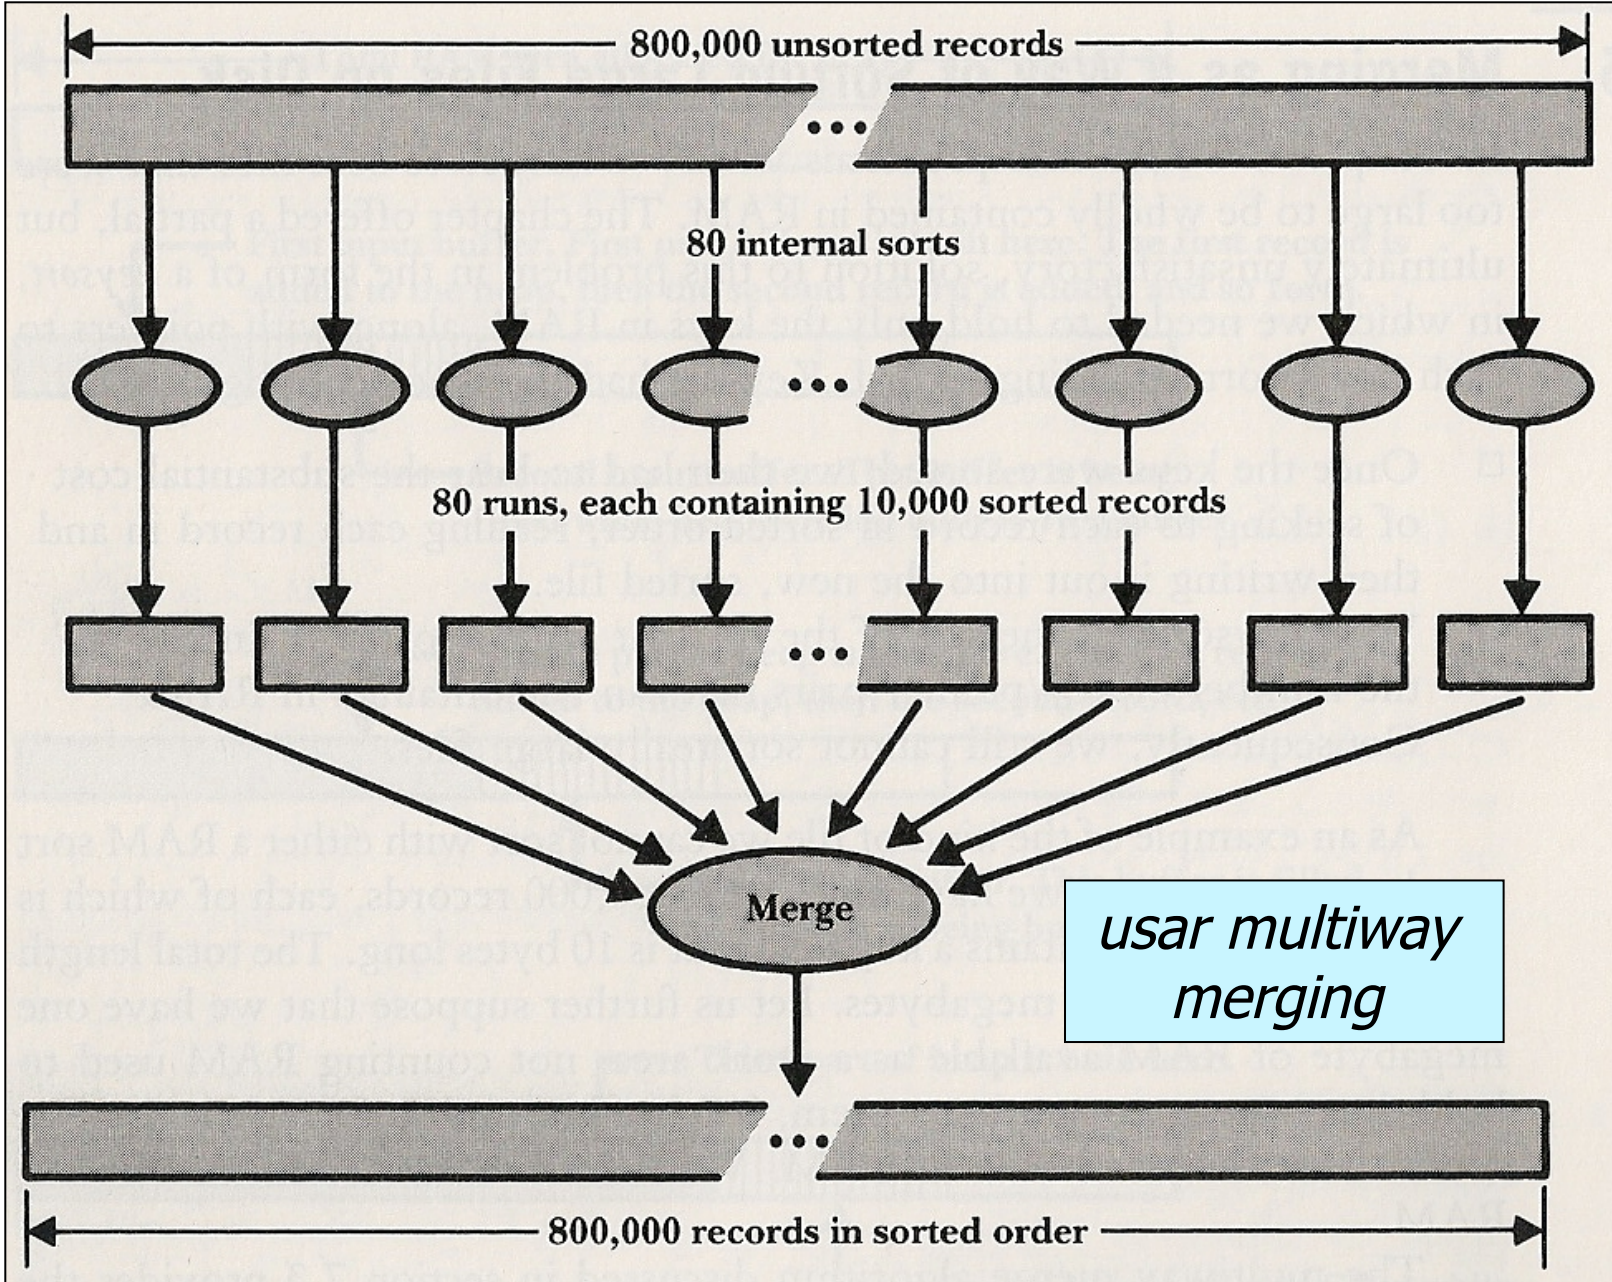 800,000 unsorted records
80 internal sorts
80 runs, each containing 10,000 sorted records
Merge
usar multiway
merging
800,000 records in sorted order